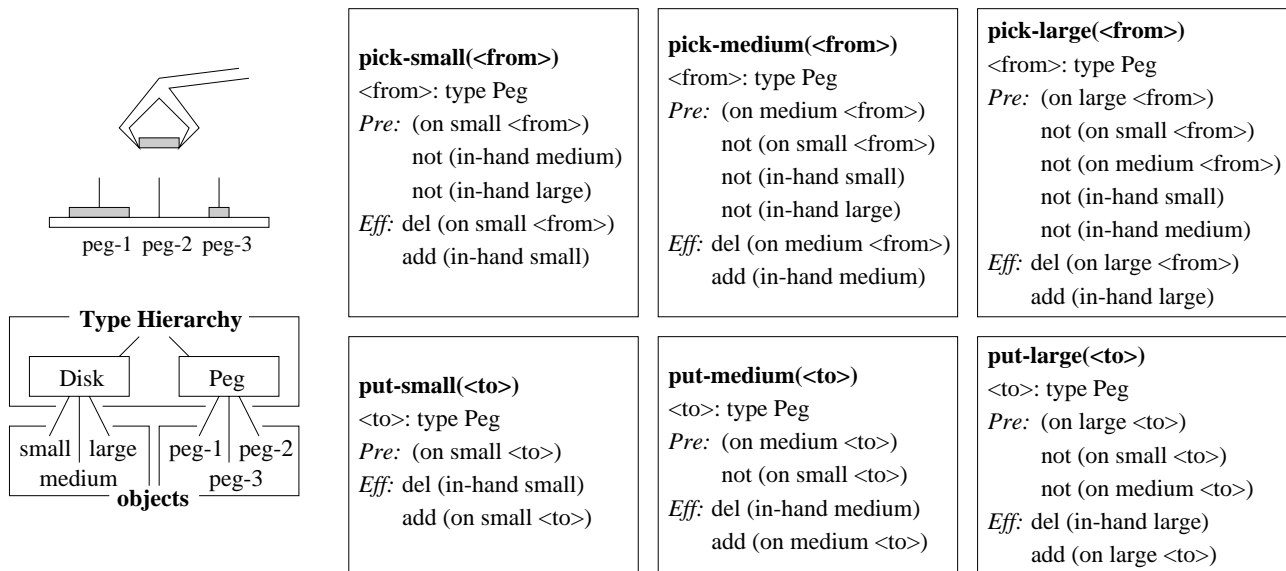 peg-1 peg-2 peg-3
Type Hierarchy
Disk Peg
small large peg-1 peg-2
medium peg-3
objects
pick-small(<from>)
<from>: type Peg
Pre: (on small <from>)
not (in-hand medium)
not (in-hand large)
Eff: del (on small <from>)
add (in-hand small)
pick-medium(<from>)
<from>: type Peg
Pre: (on medium <from>)
not (on small <from>)
not (in-hand small)
not (in-hand large)
Eff: del (on medium <from>)
add (in-hand medium)
pick-large(<from>)
<from>: type Peg
Pre: (on large <from>)
not (on small <from>)
not (on medium <from>)
not (in-hand small)
not (in-hand medium)
Eff: del (on large <from>)
add (in-hand large)
put-small(<to>)
<to>: type Peg
Pre: (on small <to>)
Eff: del (in-hand small)
add (on small <to>)
put-medium(<to>)
<to>: type Peg
Pre: (on medium <to>)
not (on small <to>)
Eff: del (in-hand medium)
add (on medium <to>)
put-large(<to>)
<to>: type Peg
Pre: (on large <to>)
not (on small <to>)
not (on medium <to>)
Eff: del (in-hand large)
add (on large <to>)